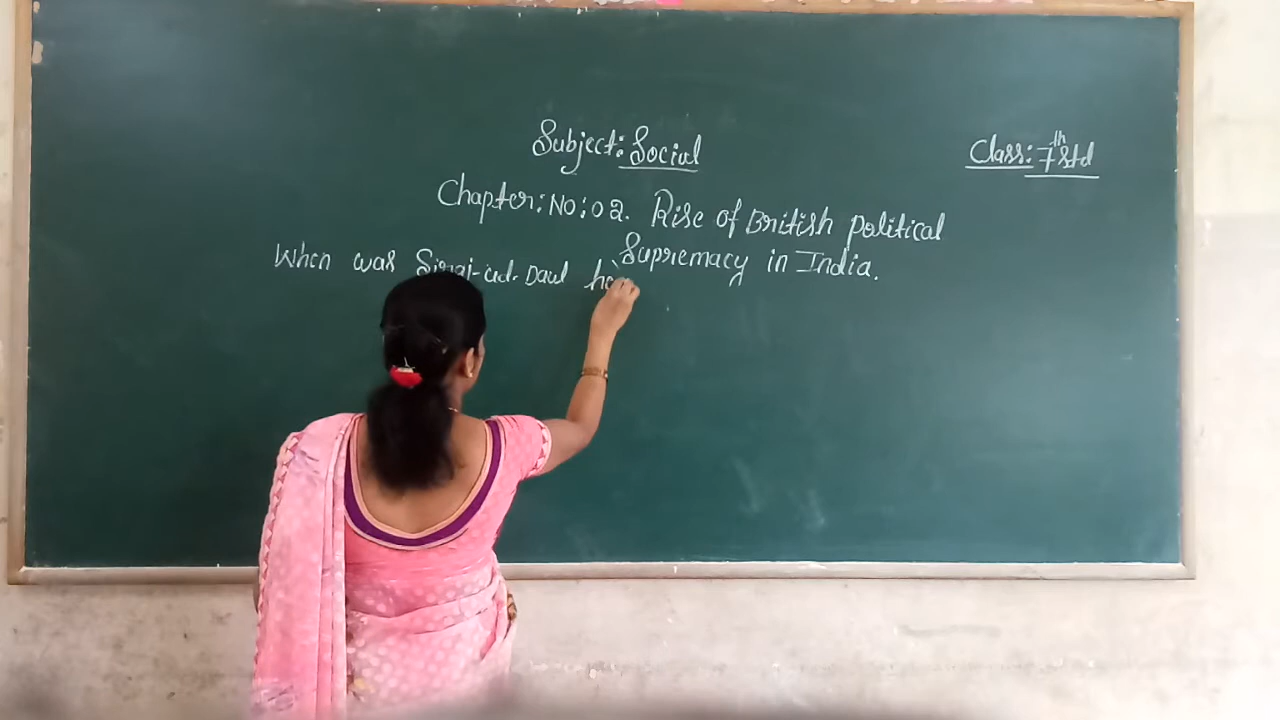 Subject: Social
Class: 7th Std
Chapter: NO: 02. Rise of British Political
Supremacy in India.
When was Siraj-ud-Daul